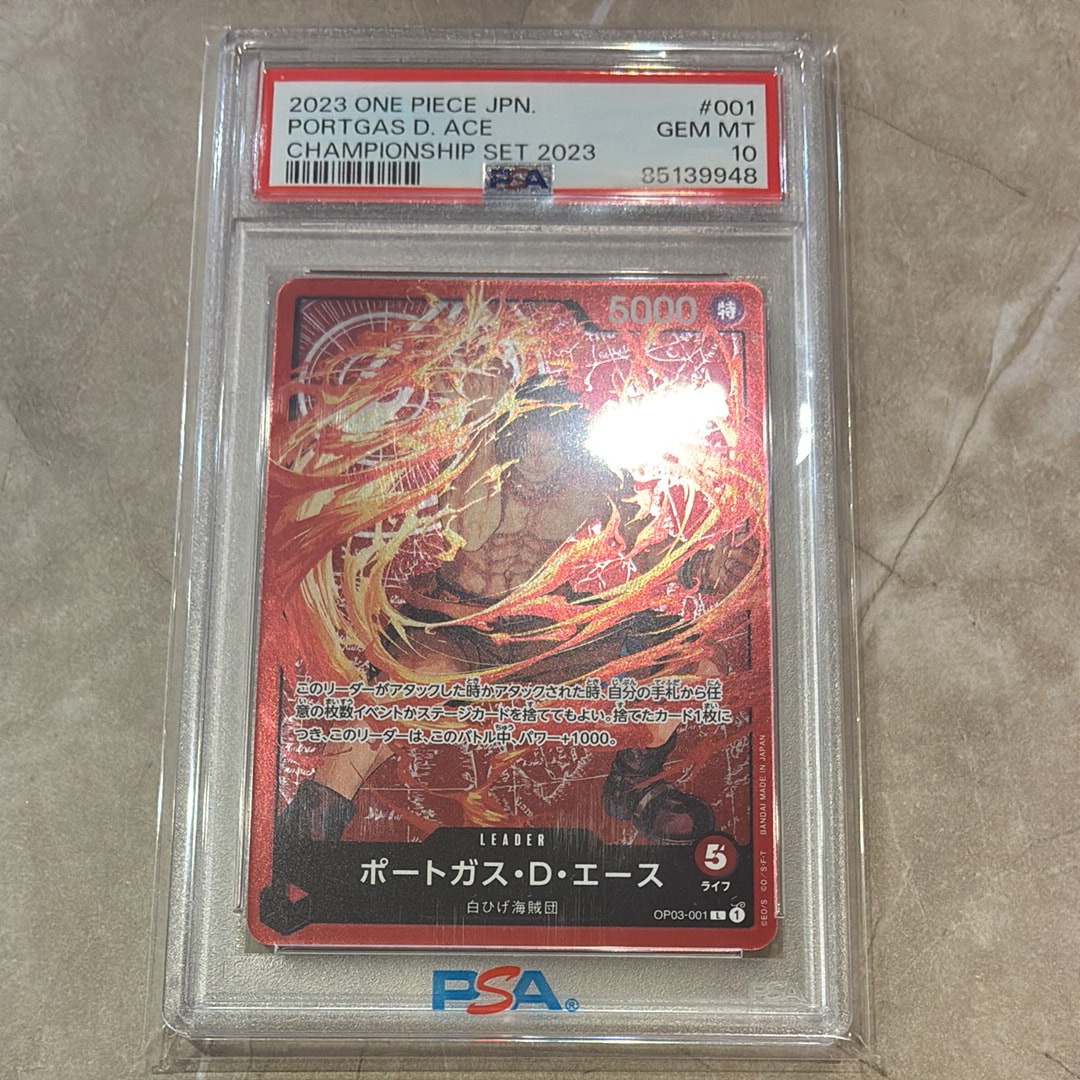 2023 ONE PIECE JPN.
#001
PORTGAS D. ACE
GEM MT
CHAMPIONSHIP SET 2023
10
PSA
85139948
5000
特
このリーダーがアタックした時かアタックされた時、自分の手札から任
意の枚数イベントかステージカードを捨ててもよい。捨てたカード1枚に
つき、このリーダーは、このバトル中、パワー+1000。
LEADER
ポートガス・D・エース
白ひげ海賊団
5
ライフ
OP03-001 L 1
©EO/S ©O/S・F・T BANDAI MADE IN JAPAN
PSA®